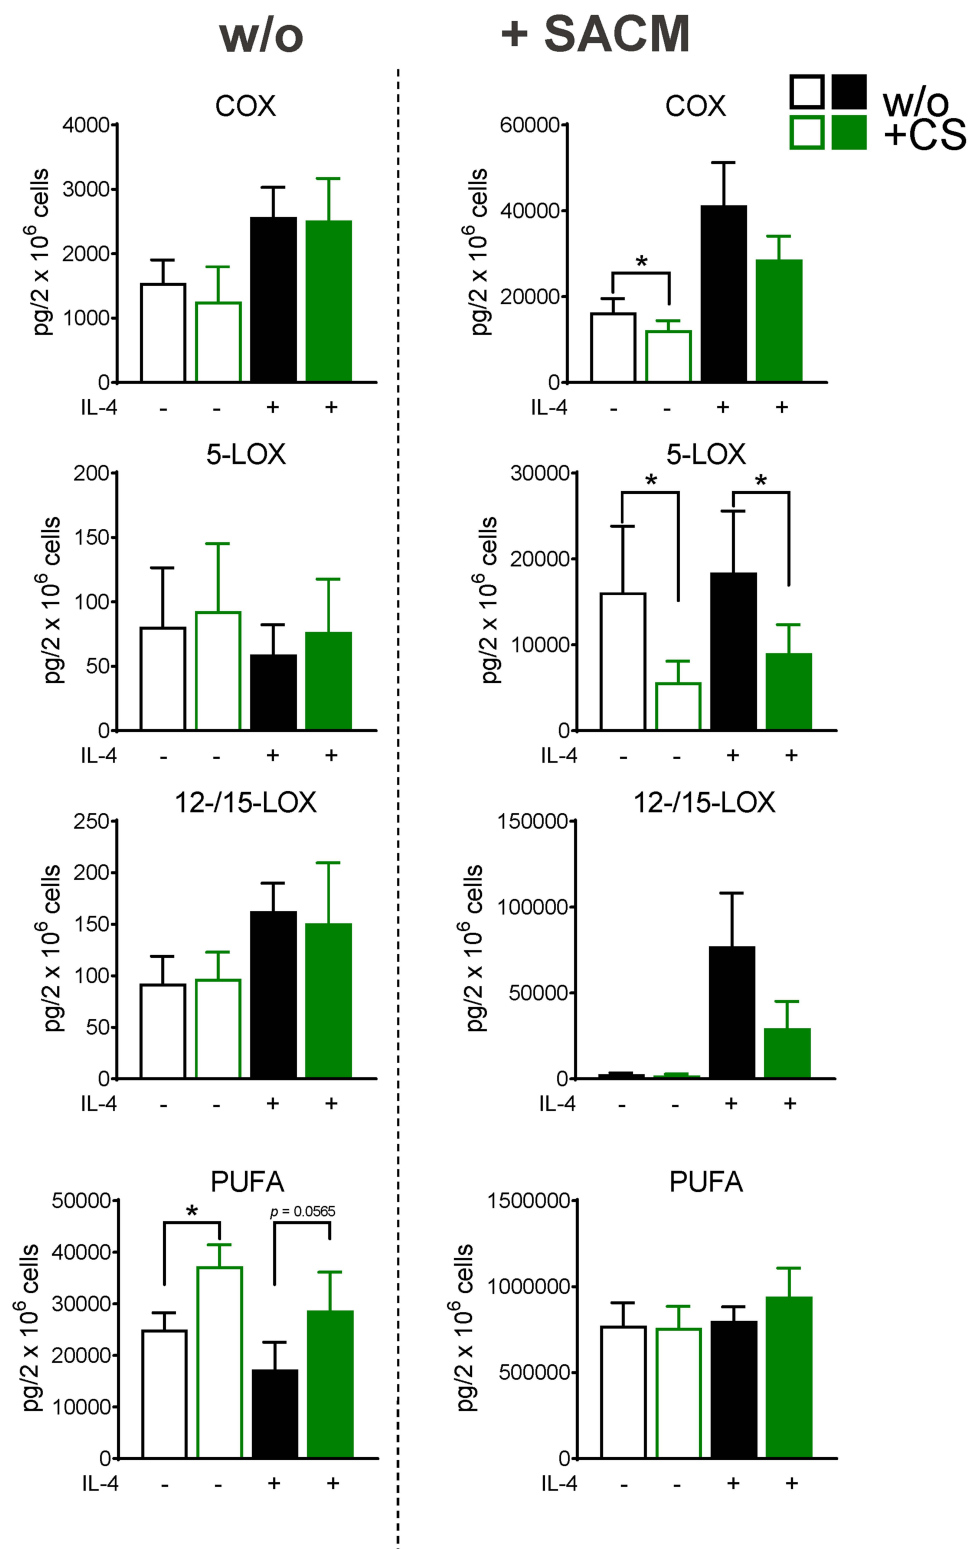 w/o + SACM
w/o
+CS
COX
4000
3000
2000
1000
0
pg/2 x 10⁶ cells
IL-4 - - + +
COX
60000
40000
20000
0
pg/2 x 10⁶ cells
*
IL-4 - - + +
5-LOX
200
150
100
50
0
pg/2 x 10⁶ cells
IL-4 - - + +
5-LOX
30000
20000
10000
0
pg/2 x 10⁶ cells
* *
IL-4 - - + +
12-/15-LOX
250
200
150
100
50
0
pg/2 x 10⁶ cells
IL-4 - - + +
12-/15-LOX
150000
100000
50000
0
pg/2 x 10⁶ cells
IL-4 - - + +
PUFA
50000
40000
30000
20000
10000
0
pg/2 x 10⁶ cells
* p = 0.0565
IL-4 - - + +
PUFA
1500000
1000000
500000
0
pg/2 x 10⁶ cells
IL-4 - - + +